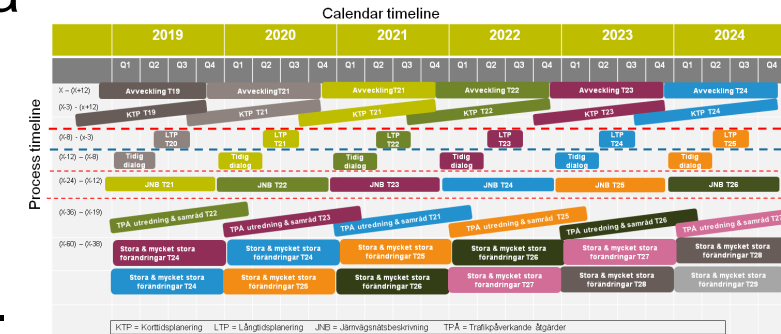 Calendar timeline
2019 2020 2021 2022 2023 2024
Q1 Q2 Q3 Q4 Q1 Q2 Q3 Q4 Q1 Q2 Q3 Q4 Q1 Q2 Q3 Q4 Q1 Q2 Q3 Q4 Q1 Q2 Q3 Q4
Process timeline
X – (X+12) Avveckling T19 AvvecklingT21 AvvecklingT21 Avveckling T22 Avveckling T23 Avveckling T24
(X-3) - (x+12) KTP T19 KTP T21 KTP T21 KTP T22 KTP T23 KTP T24
(X-8) - (x-3) LTP T20 LTP T21 LTP T22 LTP T23 LTP T24 LTP T25
(X-12) – (X-8) Tidig dialog Tidig dialog Tidig dialog Tidig dialog Tidig dialog Tidig dialog
(X-24) – (X-12) JNB T21 JNB T22 JNB T23 JNB T24 JNB T25 JNB T26
(X-36) – (X-19) TPÅ utredning & samråd T22 TPÅ utredning & samråd T23 TPÅ utredning & samråd T21 TPÅ utredning & samråd T25 TPÅ utredning & samråd T26 TPÅ utredning & samråd T27
(X-60) – (X-38) Stora & mycket stora förändringar T24 Stora & mycket stora förändringar T24 Stora & mycket stora förändringar T25 Stora & mycket stora förändringar T26 Stora & mycket stora förändringar T27 Stora & mycket stora förändringar T28
Stora & mycket stora förändringar T24 Stora & mycket stora förändringar T25 Stora & mycket stora förändringar T26 Stora & mycket stora förändringar T27 Stora & mycket stora förändringar T28 Stora & mycket stora förändringar T29
KTP = Korttidsplanering LTP = Långtidsplanering JNB = Järnvägsnätsbeskrivning TPÅ = Trafikpåverkande åtgärder